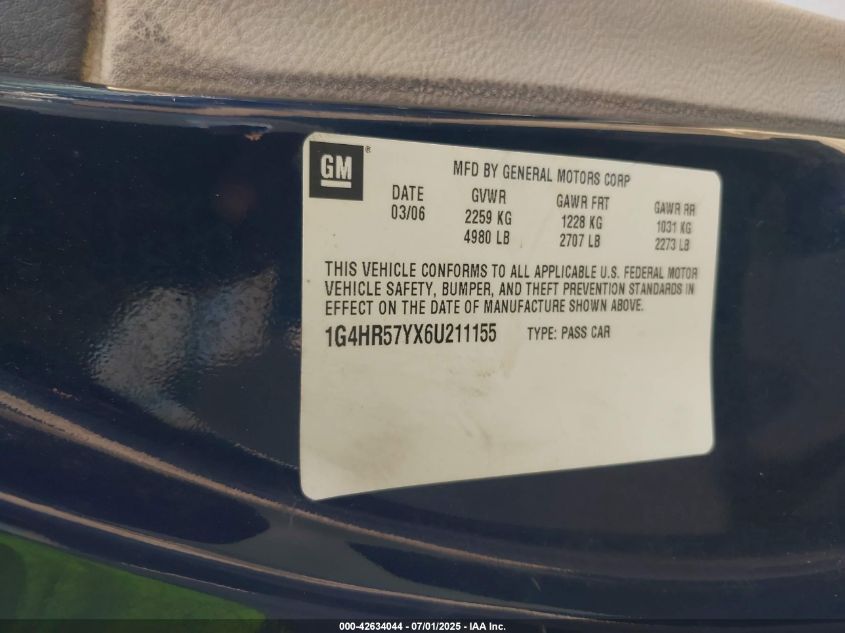 GM®
MFD BY GENERAL MOTORS CORP
DATE GVWR GAWR FRT GAWR RR
03/06 2259 KG 1228 KG 1031 KG
4980 LB 2707 LB 2273 LB
THIS VEHICLE CONFORMS TO ALL APPLICABLE U.S. FEDERAL MOTOR
VEHICLE SAFETY, BUMPER, AND THEFT PREVENTION STANDARDS IN
EFFECT ON THE DATE OF MANUFACTURE SHOWN ABOVE.
1G4HR57YX6U211155 TYPE: PASS CAR
000-42634044 - 07/01/2025 - IAA Inc.